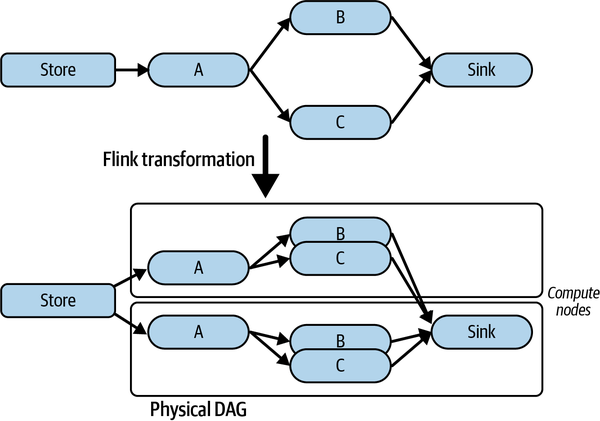 B
Store
A
Sink
C
Flink transformation
B
C
A
Store
Compute
nodes
A
B
C
Sink
Physical DAG